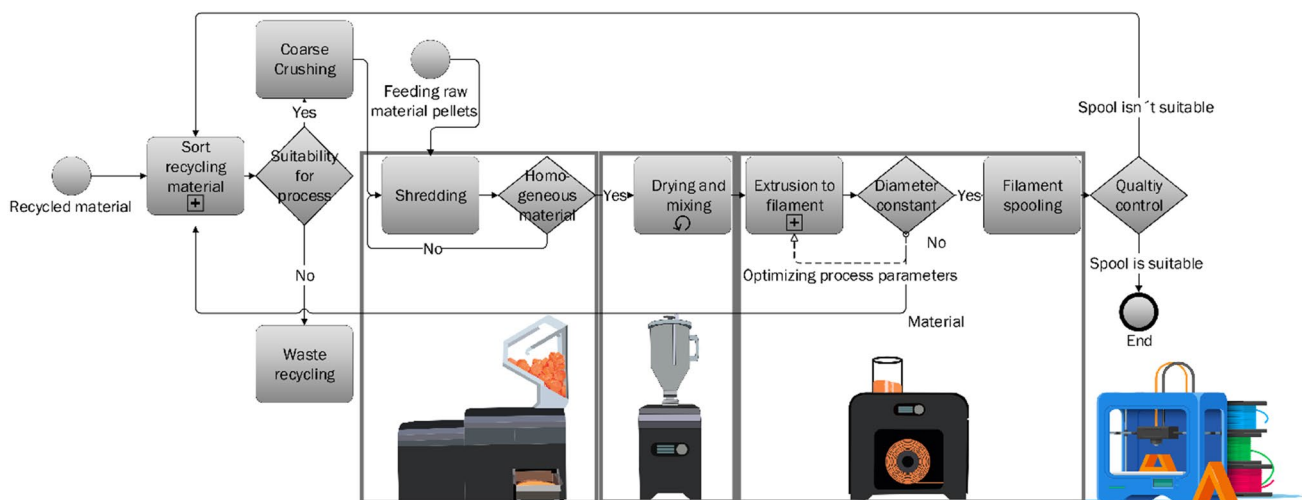 Coarse
Crushing
Feeding raw
material pellets
Spool isn´t suitable
Yes
Recycled material
Sort
recycling
material
Suitability
for
process
Shredding
Homo-
geneous
material
Yes
Drying and
mixing
Extrusion to
filament
Diameter
constant
Yes
Filament
spooling
Qualtiy
control
No
No
Optimizing process parameters
Spool is suitable
No
Material
End
Waste
recycling